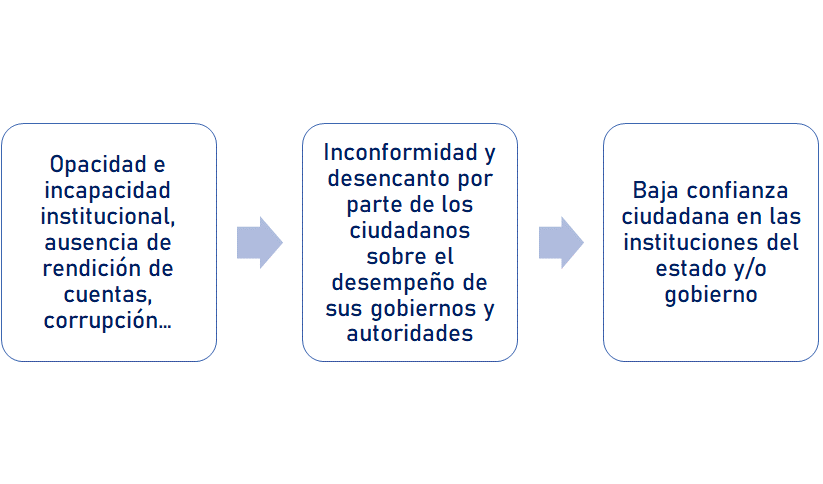 Opacidad e
incapacidad
institucional,
ausencia de
rendición de
cuentas,
corrupción...
Inconformidad y
desencanto por
parte de los
ciudadanos
sobre el
desempeño de
sus gobiernos y
autoridades
Baja confianza
ciudadana en las
instituciones del
estado y/o
gobierno